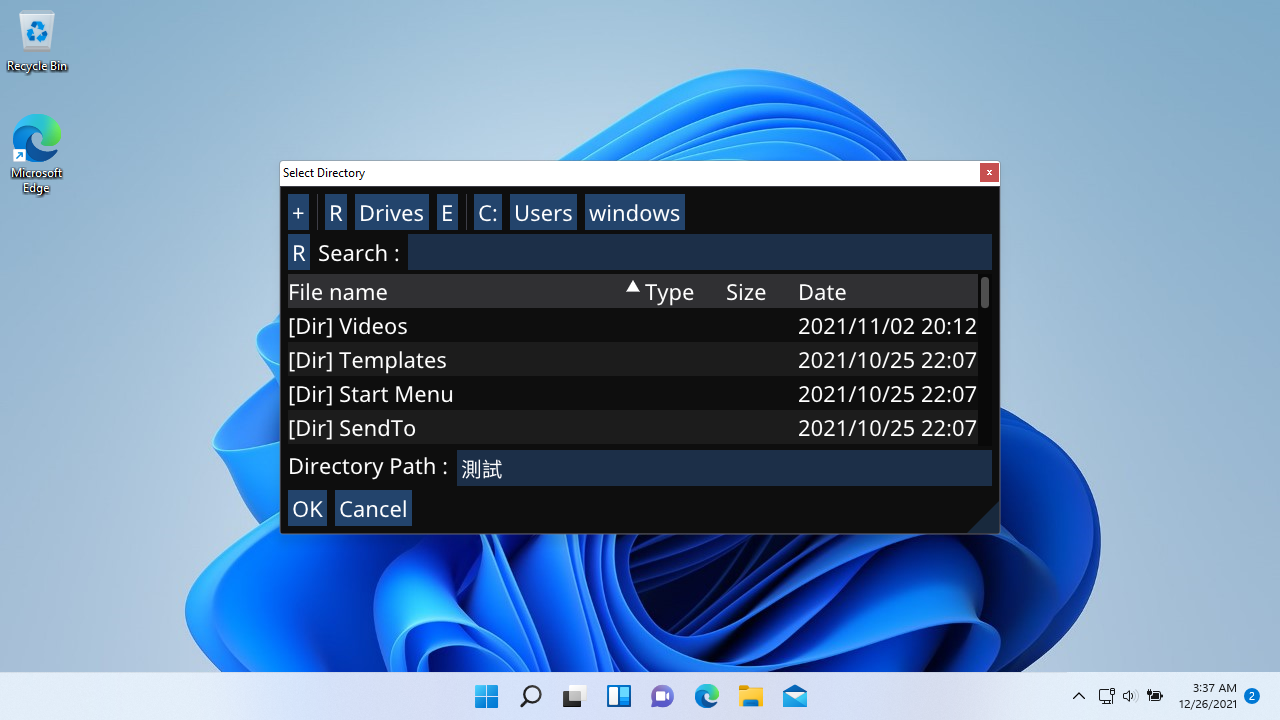 Recycle Bin
Microsoft
Edge
Select Directory
x
+ R Drives E C: Users windows
R Search :
File name Type Size Date
[Dir] Videos 2021/11/02 20:12
[Dir] Templates 2021/10/25 22:07
[Dir] Start Menu 2021/10/25 22:07
[Dir] SendTo 2021/10/25 22:07
Directory Path : 測試
OK Cancel
3:37 AM
12/26/2021
2